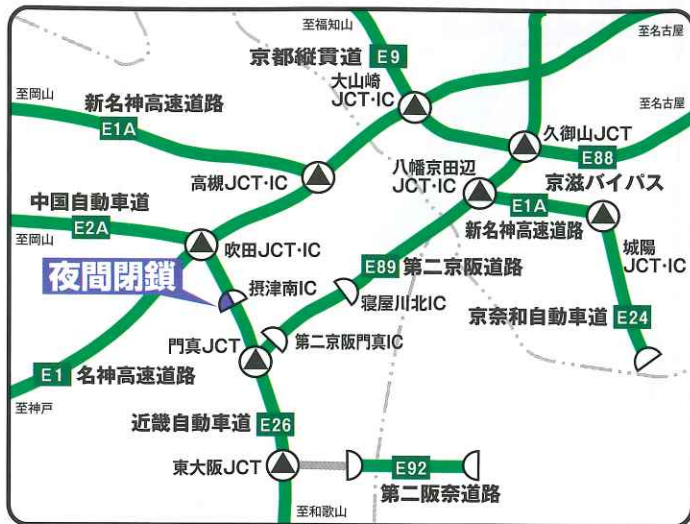 至福知山
至名古屋
京都縦貫道 E9
大山崎
JCT・IC
至岡山
新名神高速道路
E1A
至名古屋
久御山JCT
E88
京滋バイパス
高槻JCT・IC
八幡京田辺
JCT・IC
E1A
新名神高速道路
城陽
JCT・IC
中国自動車道
E2A
至岡山
吹田JCT・IC
夜間閉鎖
摂津南IC
E89 第二京阪道路
寝屋川北IC
京奈和自動車道 E24
第二京阪門真IC
門真JCT
E1 名神高速道路
至神戸
近畿自動車道 E26
東大阪JCT
E92
第二阪奈道路
至和歌山